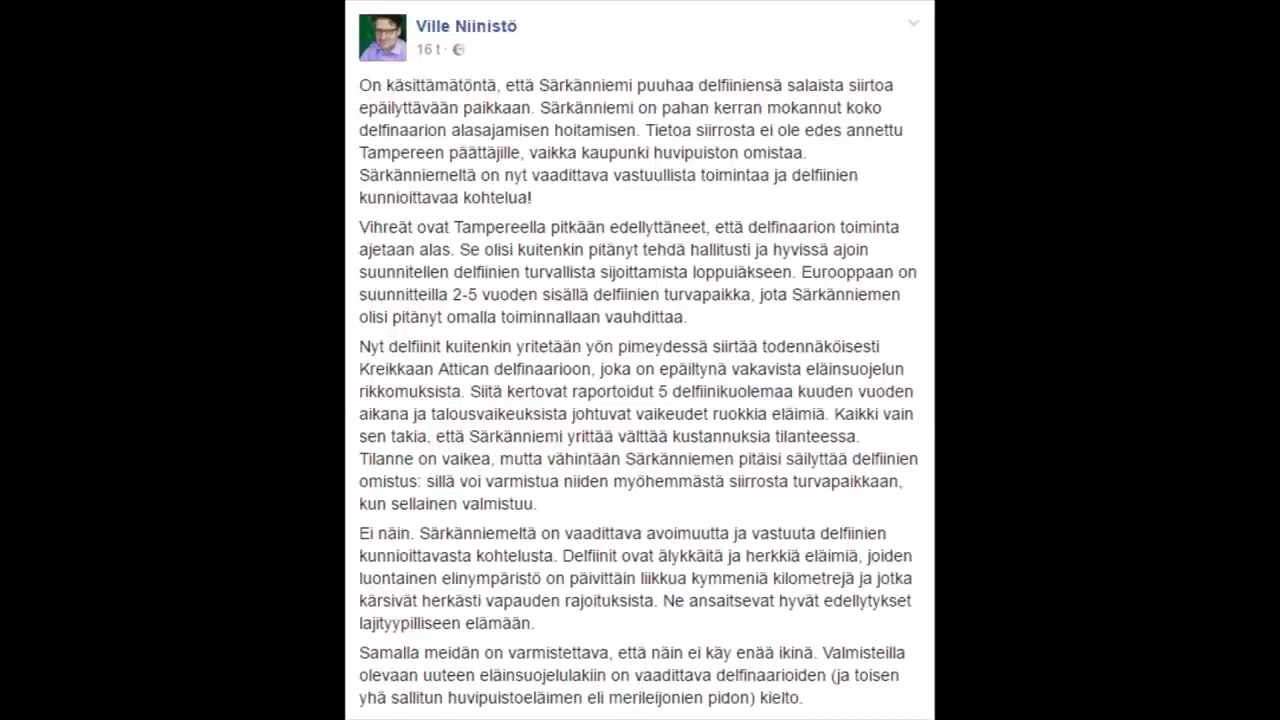 Ville Niinistö
16 t ·
On käsittämätöntä, että Särkänniemi puuhaa delfiiniensä salaista siirtoa
epäilyttävään paikkaan. Särkänniemi on pahan kerran mokannut koko
delfinaarion alasajamisen hoitamisen. Tietoa siirrosta ei ole edes annettu
Tampereen päättäjille, vaikka kaupunki huvipuiston omistaa.
Särkänniemeltä on nyt vaadittava vastuullista toimintaa ja delfiinien
kunnioittavaa kohtelua!
Vihreät ovat Tampereella pitkään edellyttäneet, että delfinaarion toiminta
ajetaan alas. Se olisi kuitenkin pitänyt tehdä hallitusti ja hyvissä ajoin
suunnitellen delfiinien turvallista sijoittamista loppuiäkseen. Eurooppaan on
suunnitteilla 2-5 vuoden sisällä delfiinien turvapaikka, jota Särkänniemen
olisi pitänyt omalla toiminnallaan vauhdittaa.
Nyt delfiinit kuitenkin yritetään yön pimeydessä siirtää todennäköisesti
Kreikkaan Attican delfinaarioon, joka on epäiltynä vakavista eläinsuojelun
rikkomuksista. Siitä kertovat raportoidut 5 delfiinikuolemaa kuuden vuoden
aikana ja talousvaikeuksista johtuvat vaikeudet ruokkia eläimiä. Kaikki vain
sen takia, että Särkänniemi yrittää välttää kustannuksia tilanteessa.
Tilanne on vaikea, mutta vähintään Särkänniemen pitäisi säilyttää delfiinien
omistus: sillä voi varmistua niiden myöhemmästä siirrosta turvapaikkaan,
kun sellainen valmistuu.
Ei näin. Särkänniemeltä on vaadittava avoimuutta ja vastuuta delfiinien
kunnioittavasta kohtelusta. Delfiinit ovat älykkäitä ja herkkiä eläimiä, joiden
luontainen elinympäristö on päivittäin liikkua kymmeniä kilometrejä ja jotka
kärsivät herkästi vapauden rajoituksista. Ne ansaitsevat hyvät edellytykset
lajityypilliseen elämään.
Samalla meidän on varmistettava, että näin ei käy enää ikinä. Valmisteilla
olevaan uuteen eläinsuojelulakiin on vaadittava delfinaarioiden (ja toisen
yhä sallitun huvipuistoeläimen eli merileijonien pidon) kielto.